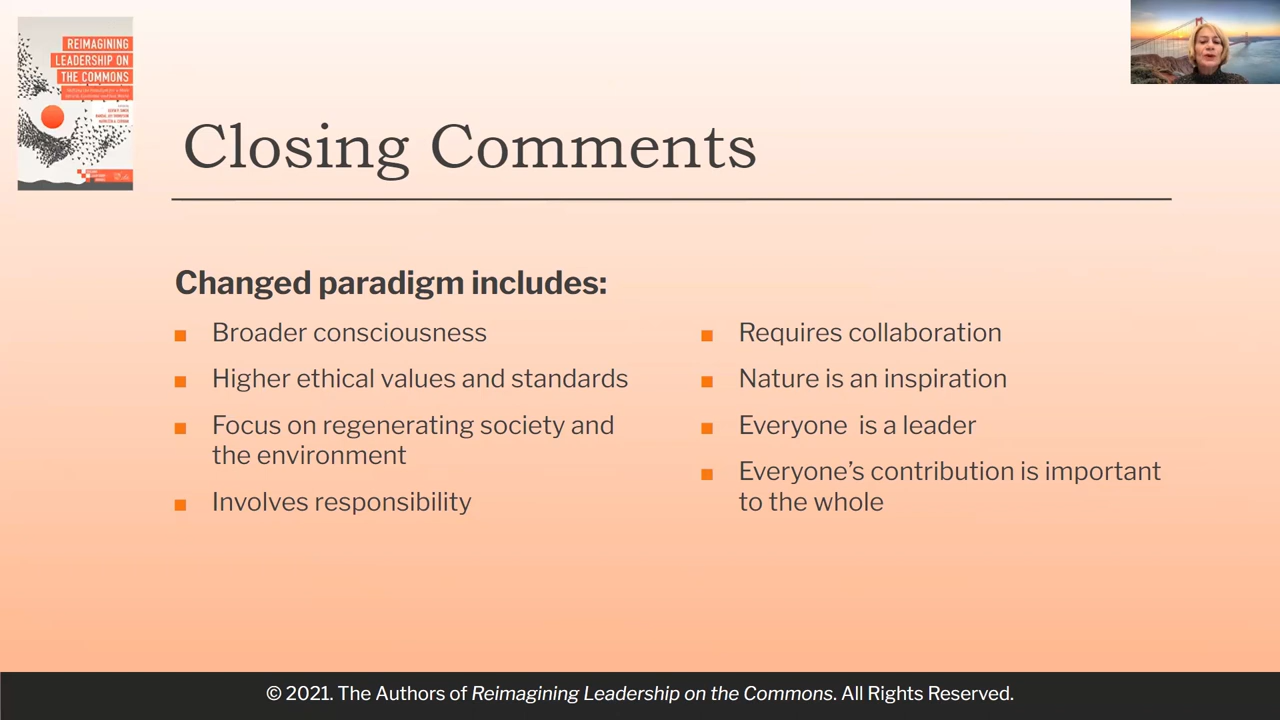 REIMAGINING
LEADERSHIP ON
THE COMMONS
Closing Comments
Changed paradigm includes:
Broader consciousness
Higher ethical values and standards
Focus on regenerating society and
the environment
Involves responsibility
Requires collaboration
Nature is an inspiration
Everyone  is a leader
Everyone’s contribution is important
to the whole
© 2021. The Authors of Reimagining Leadership on the Commons. All Rights Reserved.